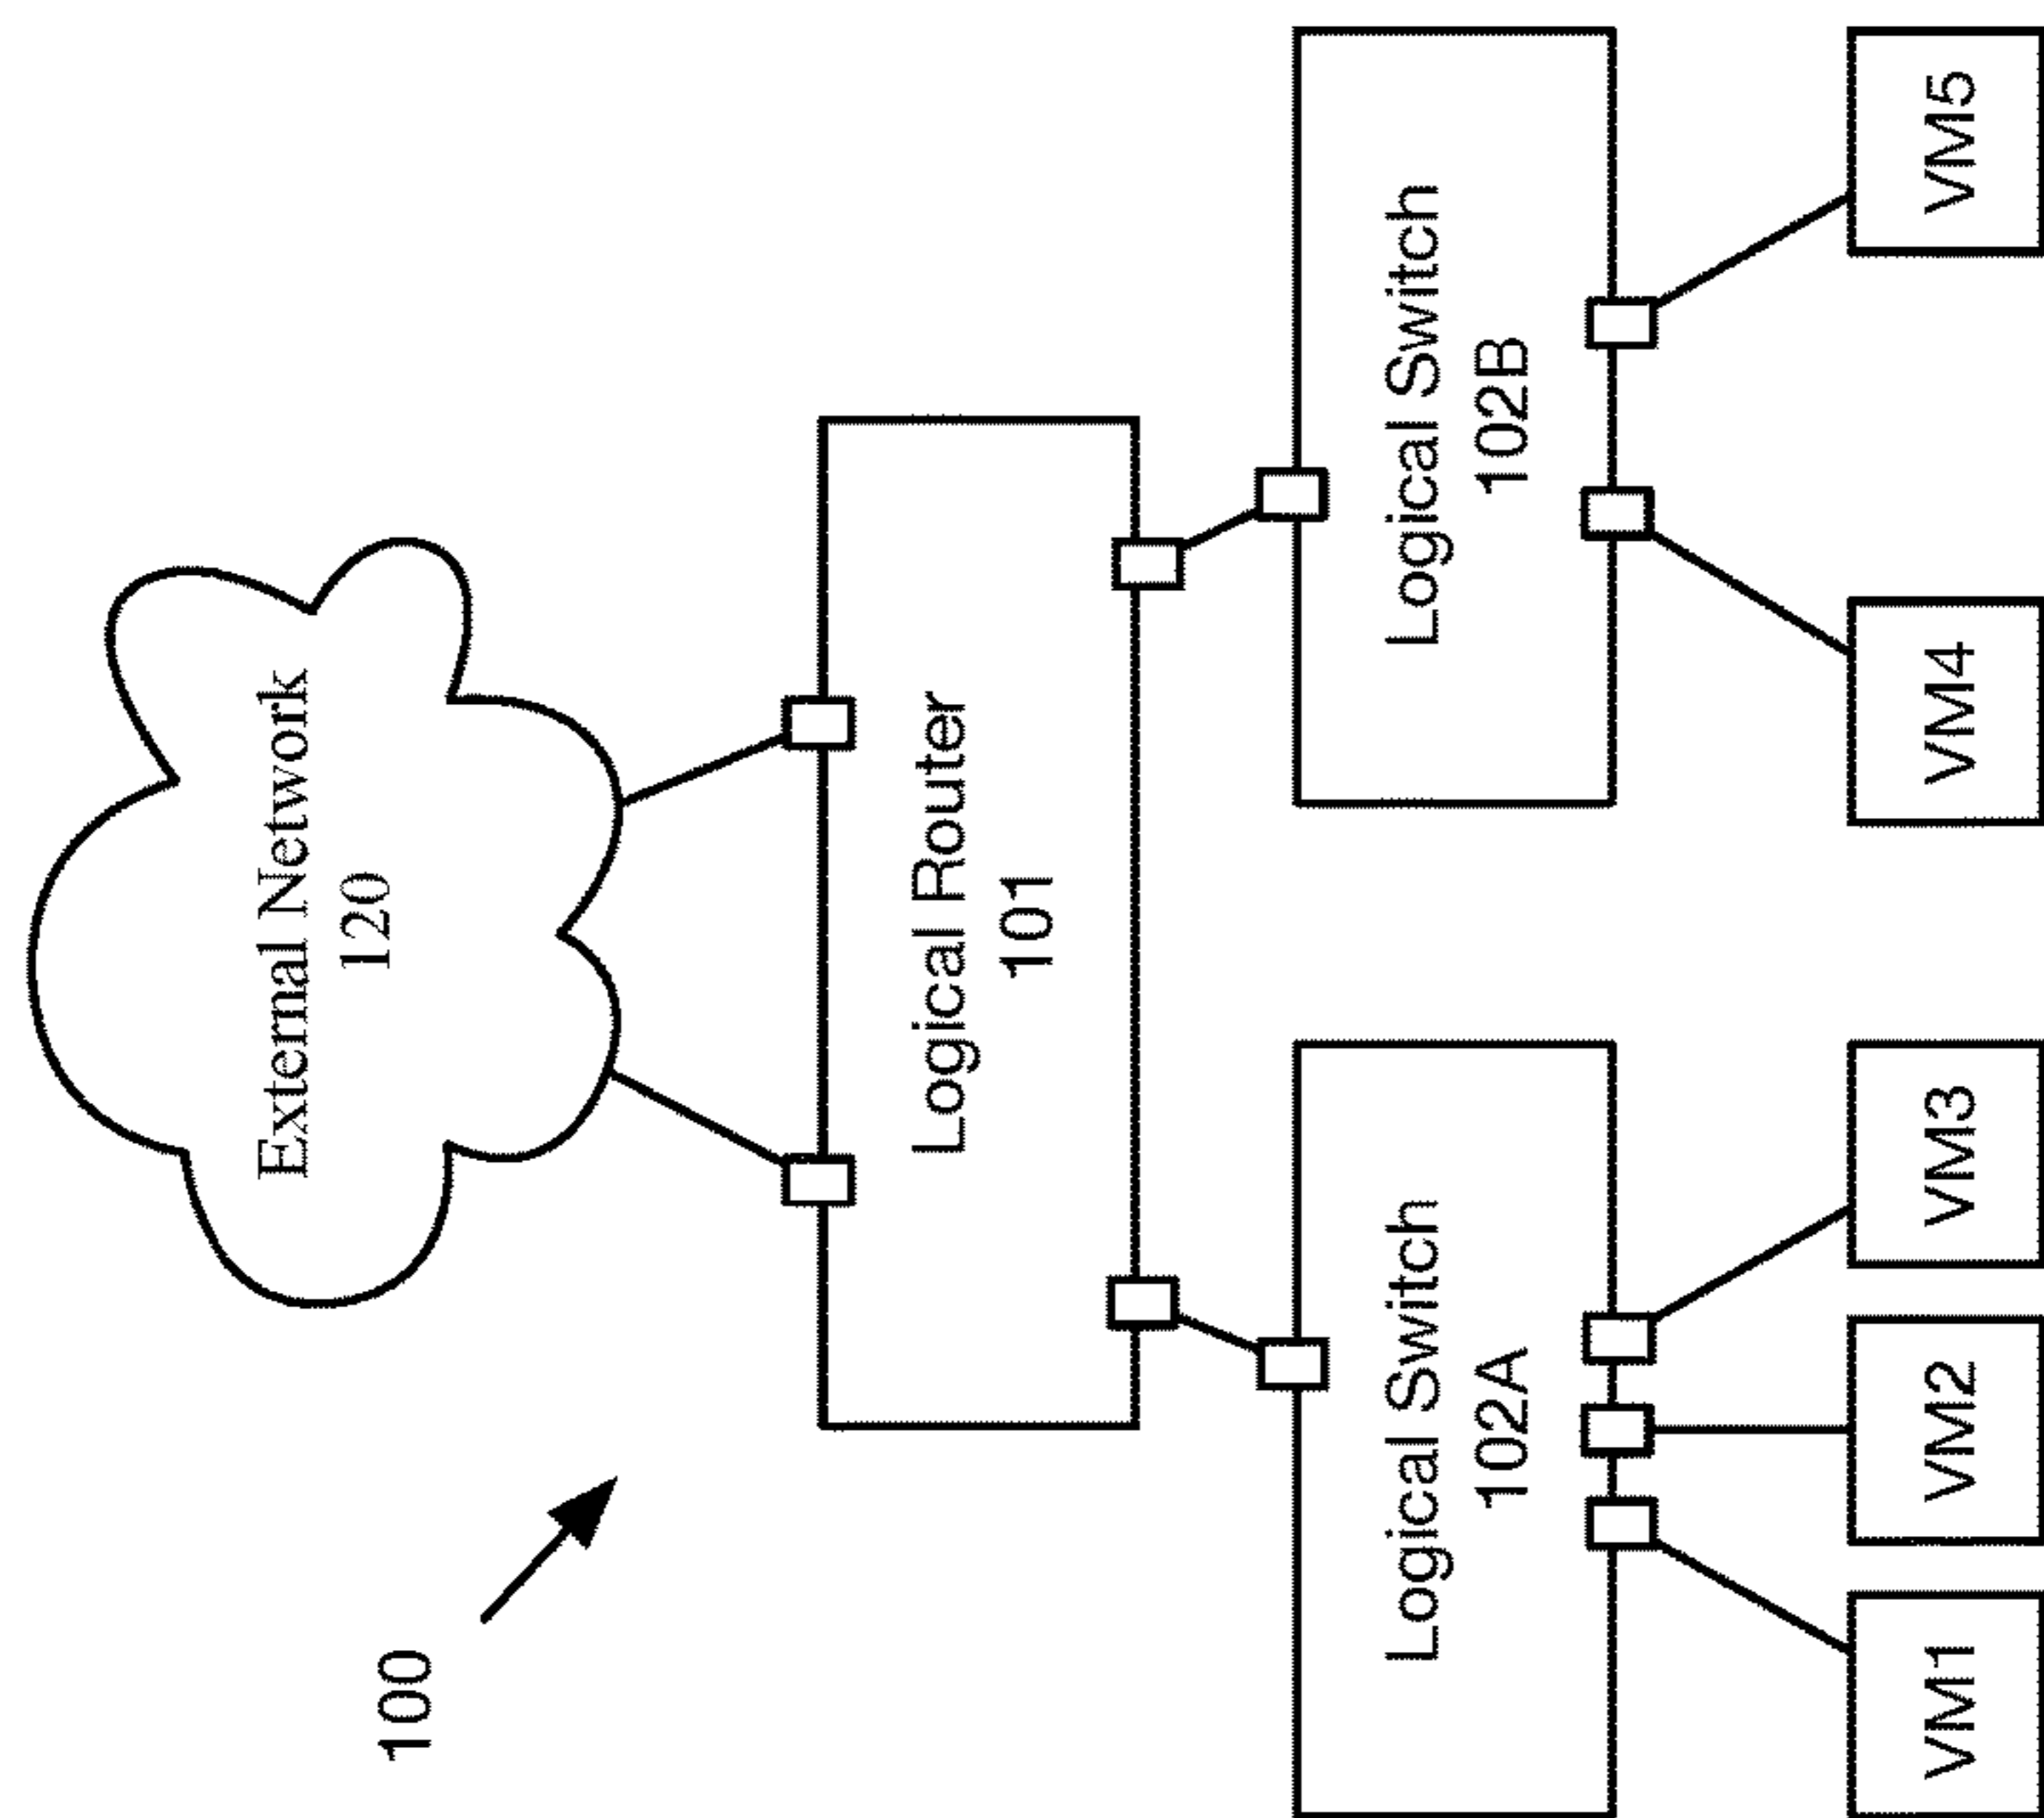 100
External Network
120
Logical Router
101
Logical Switch
102A
Logical Switch
102B
VM1
VM2
VM3
VM4
VM5